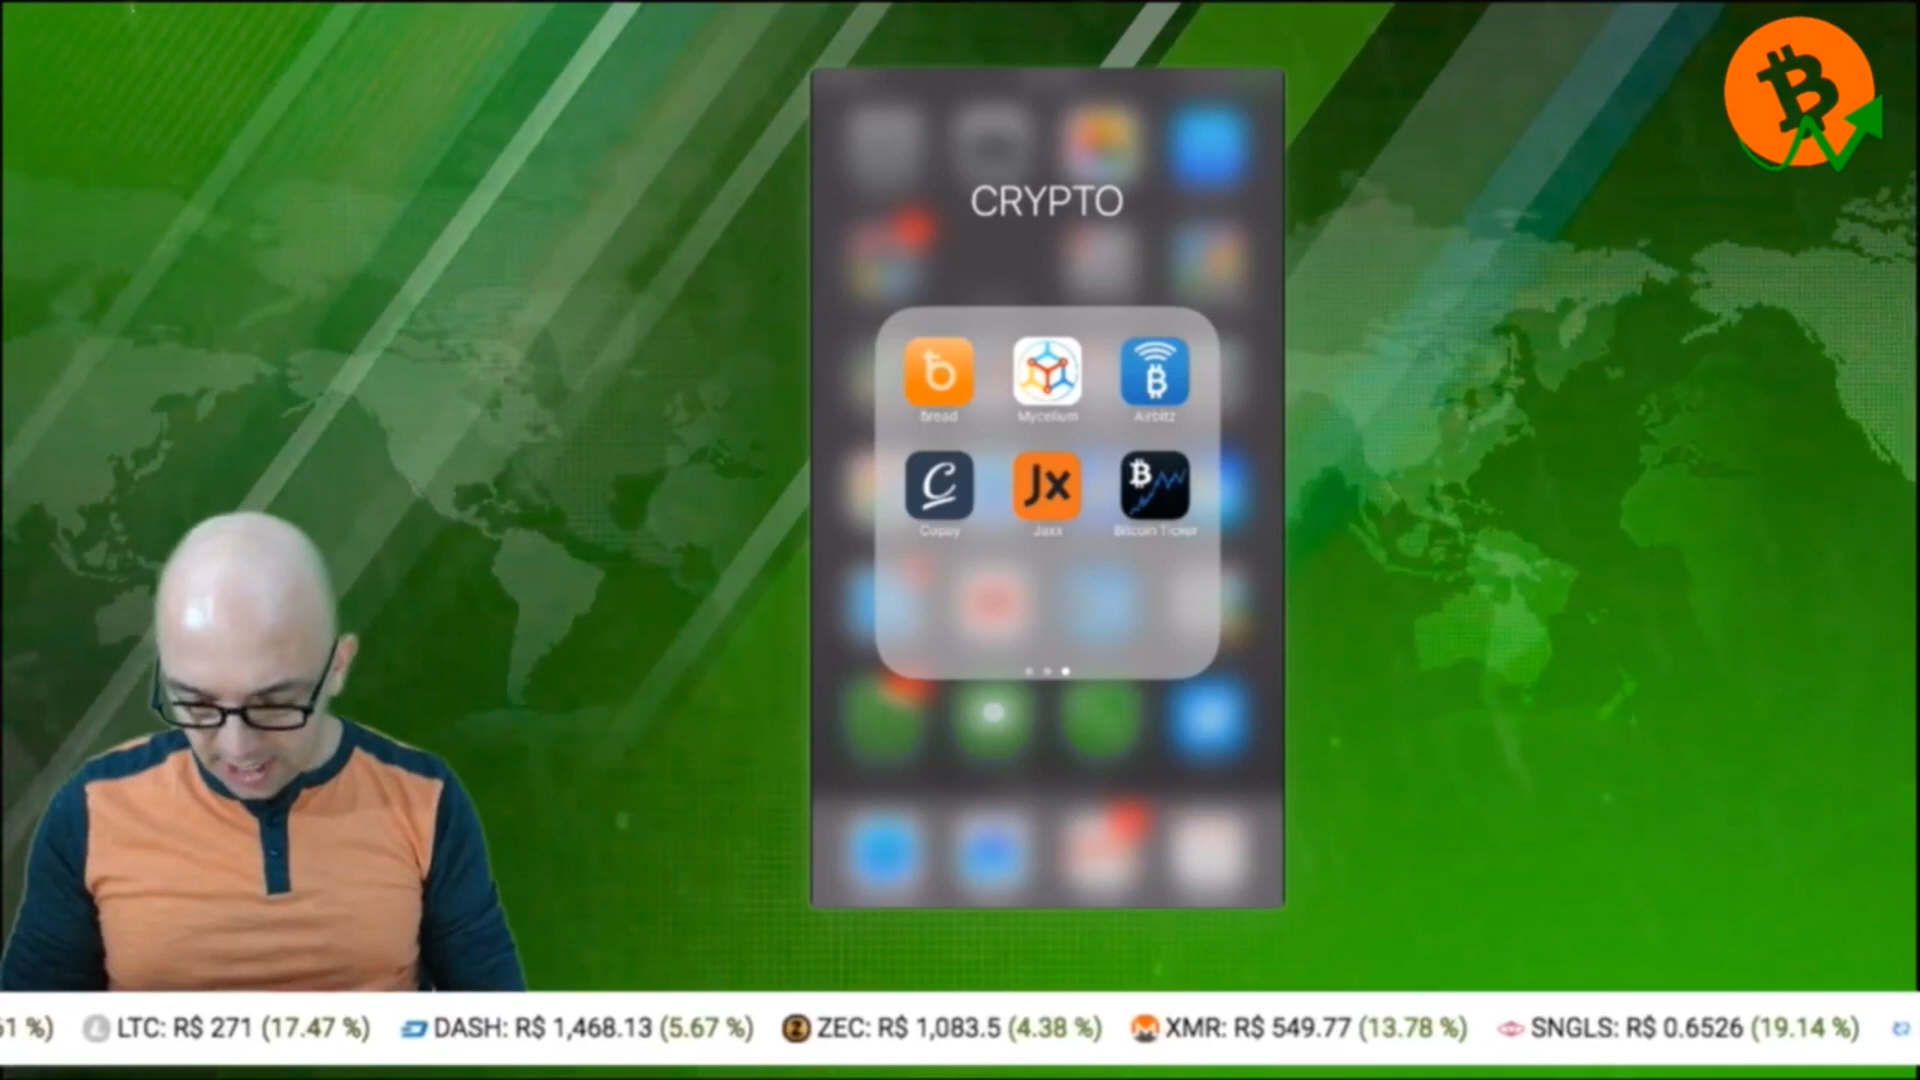 CRYPTO
bread Mycelium Airbitz
Copay Jaxx Bitcoin Ticker
Jx
61 %) LTC: R$ 271 (17.47 %) DASH: R$ 1,468.13 (5.67 %) ZEC: R$ 1,083.5 (4.38 %) XMR: R$ 549.77 (13.78 %) SNGLS: R$ 0.6526 (19.14 %)